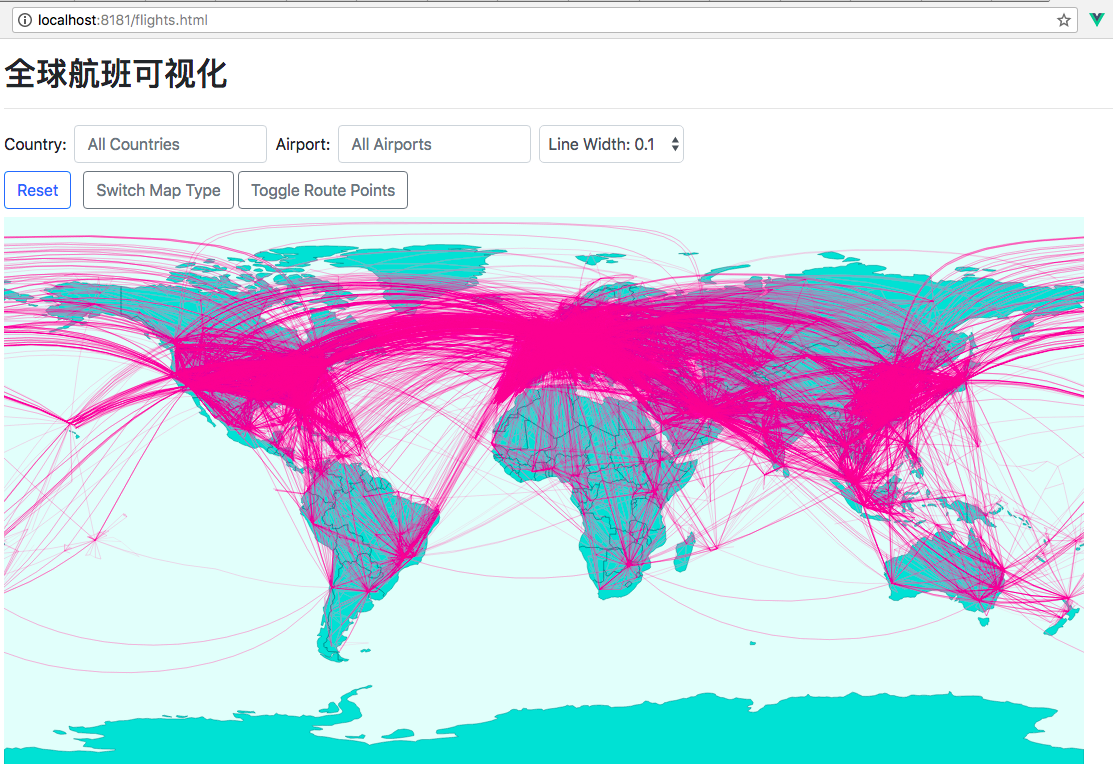 localhost:8181/flights.html
全球航班可视化
Country: All Countries Airport: All Airports Line Width: 0.1
Reset Switch Map Type Toggle Route Points